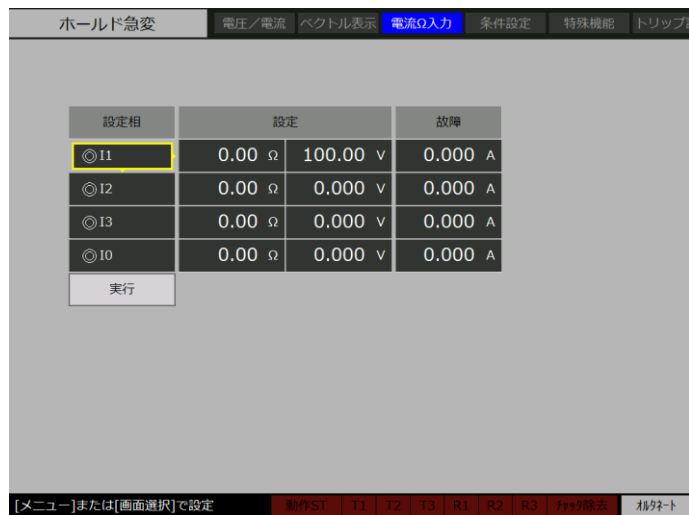 ホールド急変 電圧／電流 ベクトル表示 電流Ω入力 条件設定 特殊機能 トリップ
設定相 設定 故障
◎I1 0.00 Ω 100.00 V 0.000 A
◎I2 0.00 Ω 0.000 V 0.000 A
◎I3 0.00 Ω 0.000 V 0.000 A
◎I0 0.00 Ω 0.000 V 0.000 A
実行
[メニュー]または[画面選択]で設定 動作ST T1 T2 T3 R1 R2 R3 ﾁｬｯﾀ除去 ｵﾙﾀﾈｰﾄ